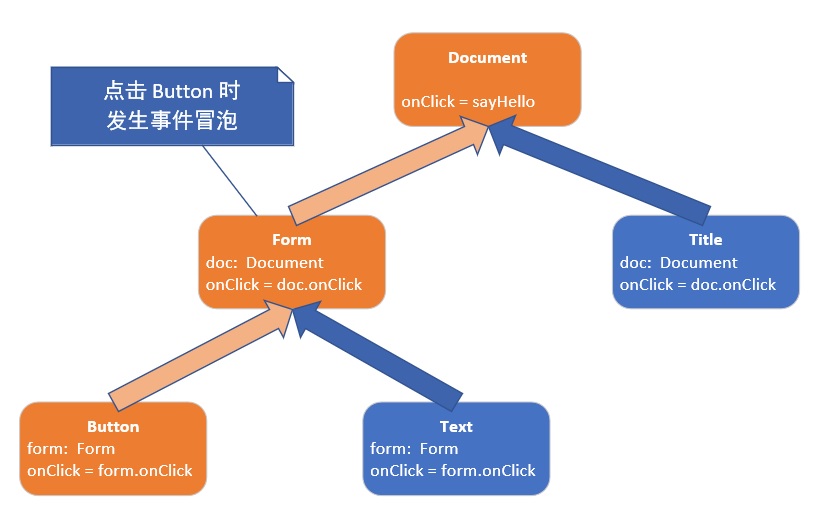 Document
onClick = sayHello
点击 Button 时
发生事件冒泡
Form
doc: Document
onClick = doc.onClick
Title
doc: Document
onClick = doc.onClick
Button
form: Form
onClick = form.onClick
Text
form: Form
onClick = form.onClick